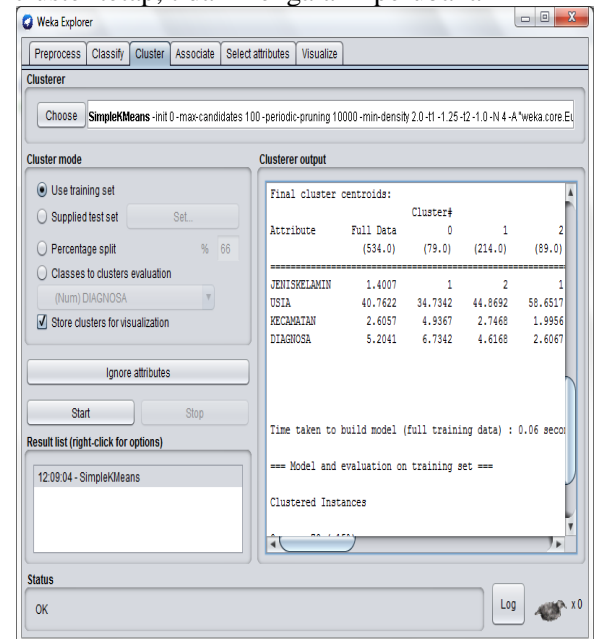 Weka Explorer
Preprocess Classify Cluster Associate Select attributes Visualize
Clusterer
Choose SimpleKMeans -init 0 -max-candidates 100 -periodic-pruning 10000 -min-density 2.0 -t1 -1.25 -t2 -1.0 -N 4 -A "weka.core.Eu
Cluster mode
Use training set
Supplied test set Set...
Percentage split % 66
Classes to clusters evaluation
(Num) DIAGNOSA
Store clusters for visualization
Ignore attributes
Start Stop
Result list (right-click for options)
12:09:04 - SimpleKMeans
Clusterer output
Final cluster centroids:
Cluster#
Attribute Full Data 0 1 2
(534.0) (79.0) (214.0) (89.0)
====================================================
JENISKELAMIN 1.4007 1 2 1
USIA 40.7622 34.7342 44.8692 58.6517
KECAMATAN 2.6057 4.9367 2.7468 1.9956
DIAGNOSA 5.2041 6.7342 4.6168 2.6067
Time taken to build model (full training data) : 0.06 secon
=== Model and evaluation on training set ===
Clustered Instances
Status
OK
Log x 0